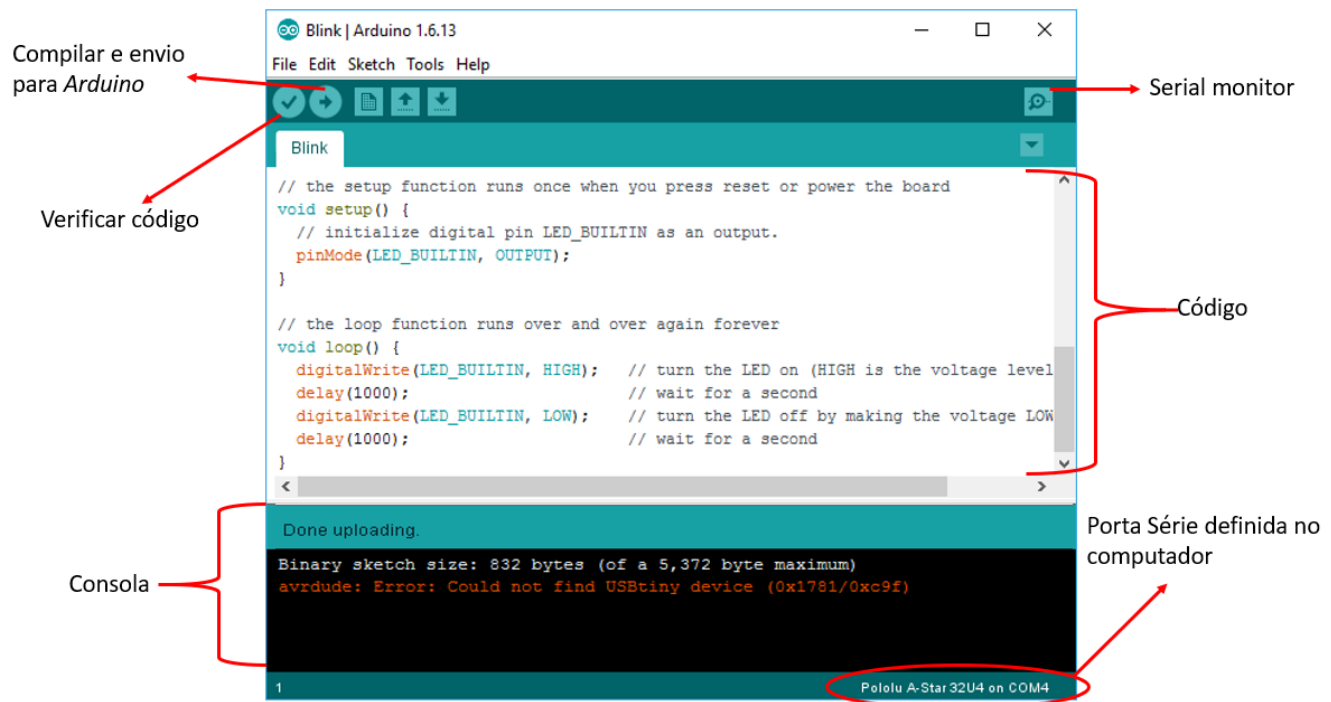 Blink | Arduino 1.6.13
Compilar e envio
para Arduino
File Edit Sketch Tools Help
Serial monitor
Blink
Verificar código
// the setup function runs once when you press reset or power the board
void setup() {
  // initialize digital pin LED_BUILTIN as an output.
  pinMode(LED_BUILTIN, OUTPUT);
}
// the loop function runs over and over again forever
void loop() {
  digitalWrite(LED_BUILTIN, HIGH);   // turn the LED on (HIGH is the voltage level
  delay(1000);                       // wait for a second
  digitalWrite(LED_BUILTIN, LOW);    // turn the LED off by making the voltage LOW
  delay(1000);                       // wait for a second
}
Código
Done uploading.
Binary sketch size: 832 bytes (of a 5,372 byte maximum)
avrdude: Error: Could not find USBtiny device (0x1781/0xc9f)
Consola
Porta Série definida no
computador
1
Pololu A-Star 32U4 on COM4